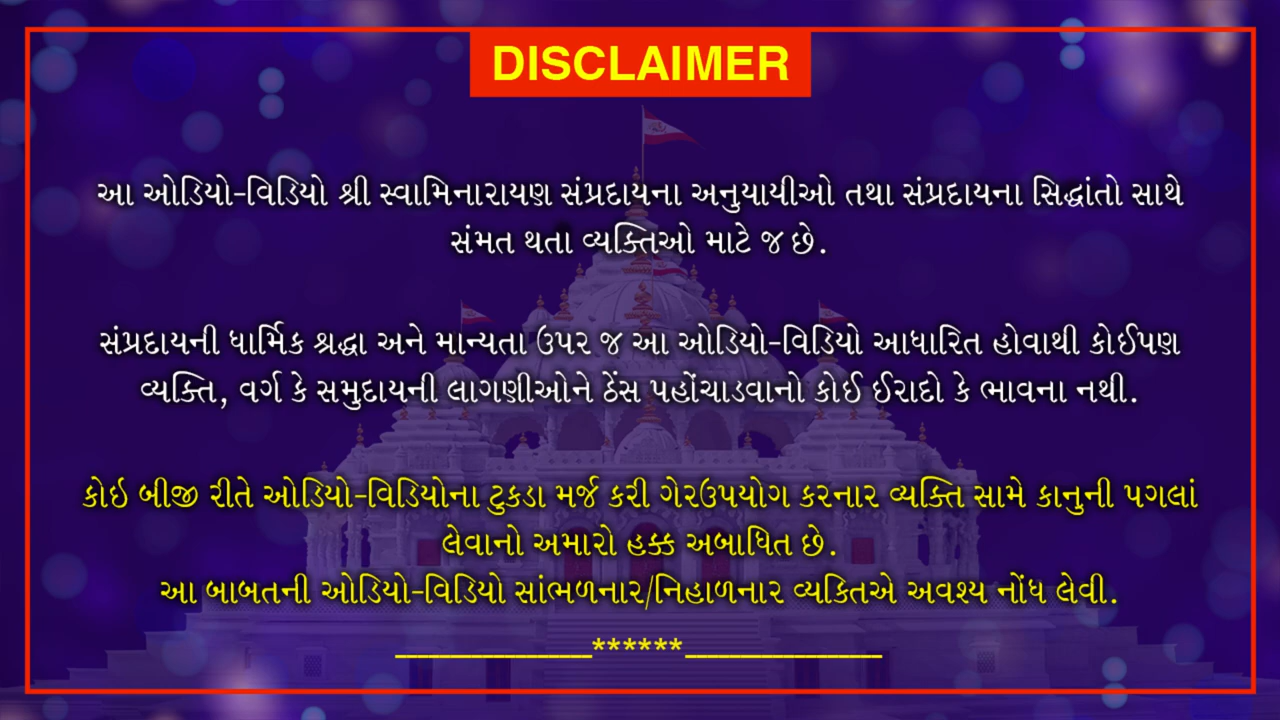 DISCLAIMER
આ ઓડિયો-વિડિયો શ્રી સ્વામિનારાયણ સંપ્રદાયના અનુયાયીઓ તથા સંપ્રદાયના સિદ્ધાંતો સાથે
સંમત થતા વ્યક્તિઓ માટે જ છે.
સંપ્રદાયની ધાર્મિક શ્રદ્ધા અને માન્યતા ઉપર જ આ ઓડિયો-વિડિયો આધારિત હોવાથી કોઈપણ
વ્યક્તિ, વર્ગ કે સમુદાયની લાગણીઓને ઠેંસ પહોંચાડવાનો કોઈ ઈરાદો કે ભાવના નથી.
કોઇ બીજી રીતે ઓડિયો-વિડિયોના ટુકડા મર્જ કરી ગેરઉપયોગ કરનાર વ્યક્તિ સામે કાનુની પગલાં
લેવાનો અમારો હક્ક અબાધિત છે.
આ બાબતની ઓડિયો-વિડિયો સાંભળનાર/નિહાળનાર વ્યકિતએ અવશ્ય નોંધ લેવી.
______________******______________